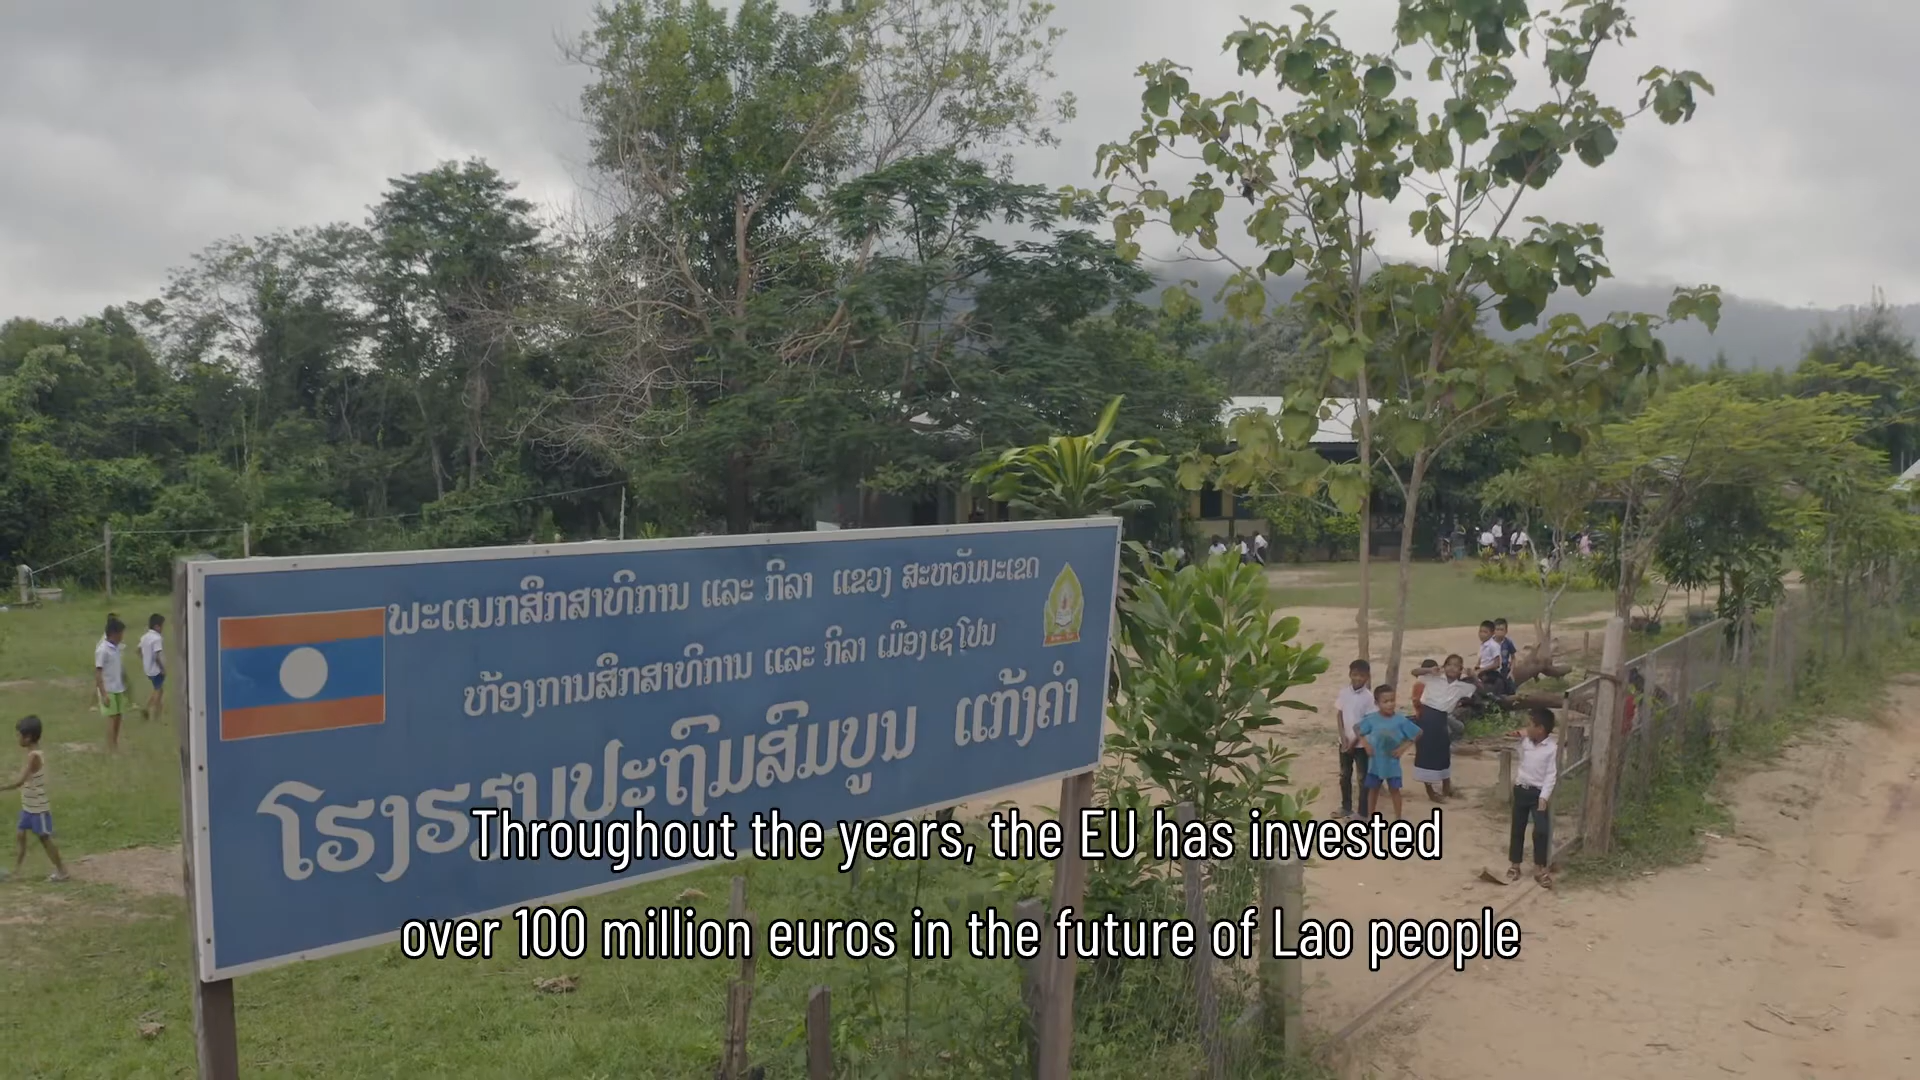 ພະແນກສຶກສາທິການ ແລະ ກິລາ ແຂວງ ສະຫວັນນະເຂດ
ຫ້ອງການສຶກສາທິການ ແລະ ກິລາ ເມືອງເຊໂປນ
ໂຮງຮຽນປະຖົມສົມບູນ ແກ້ງຄຳ
Throughout the years, the EU has invested
over 100 million euros in the future of Lao people